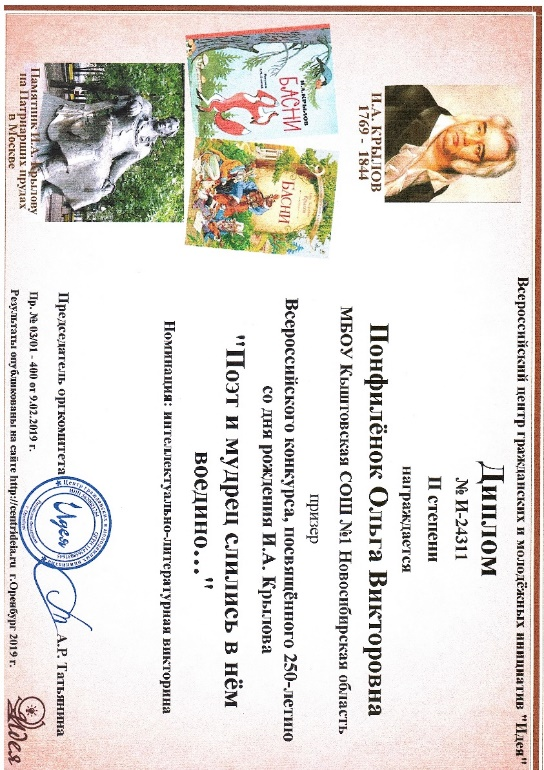 Всероссийский центр гражданских и молодёжных инициатив "Идея"
И.А. КРЫЛОВ
1769 - 1844
И.А. КРЫЛОВ
БАСНИ
БАСНИ
Памятник И.А. Крылову
на Патриарших прудах
в Москве
Диплом
№ И-24311
II степени
награждается
Понфилёнок Ольга Викторовна
МБОУ Кыштовская СОШ №1 Новосибирская область
призер
Всероссийского конкурса, посвящённого 250-летию
со дня рождения И.А. Крылова
"Поэт и мудрец слились в нём
воедино..."
Номинация: интеллектуально-литературная викторина
Председатель оргкомитета
А.Р. Татьянина
Идея
Пр. № 03/01 - 400 от 9.02.2019 г.
Результаты опубликованы на сайте http://centrideia.ru г.Оренбург 2019 г.
Идея